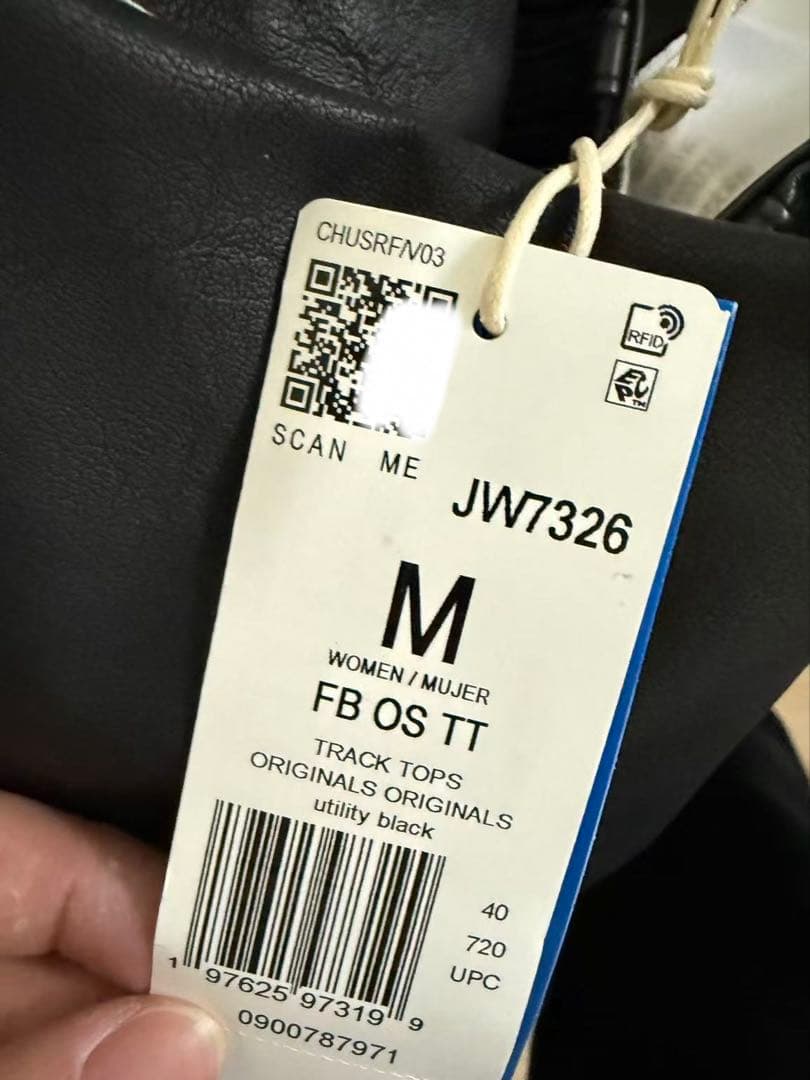 CHUSRF/V03
RFID
EPC™
SCAN ME
JW7326
M
WOMEN / MUJER
FB OS TT
TRACK TOPS
ORIGINALS ORIGINALS
utility black
40
720
UPC
1 97625 97319 9
0900787971